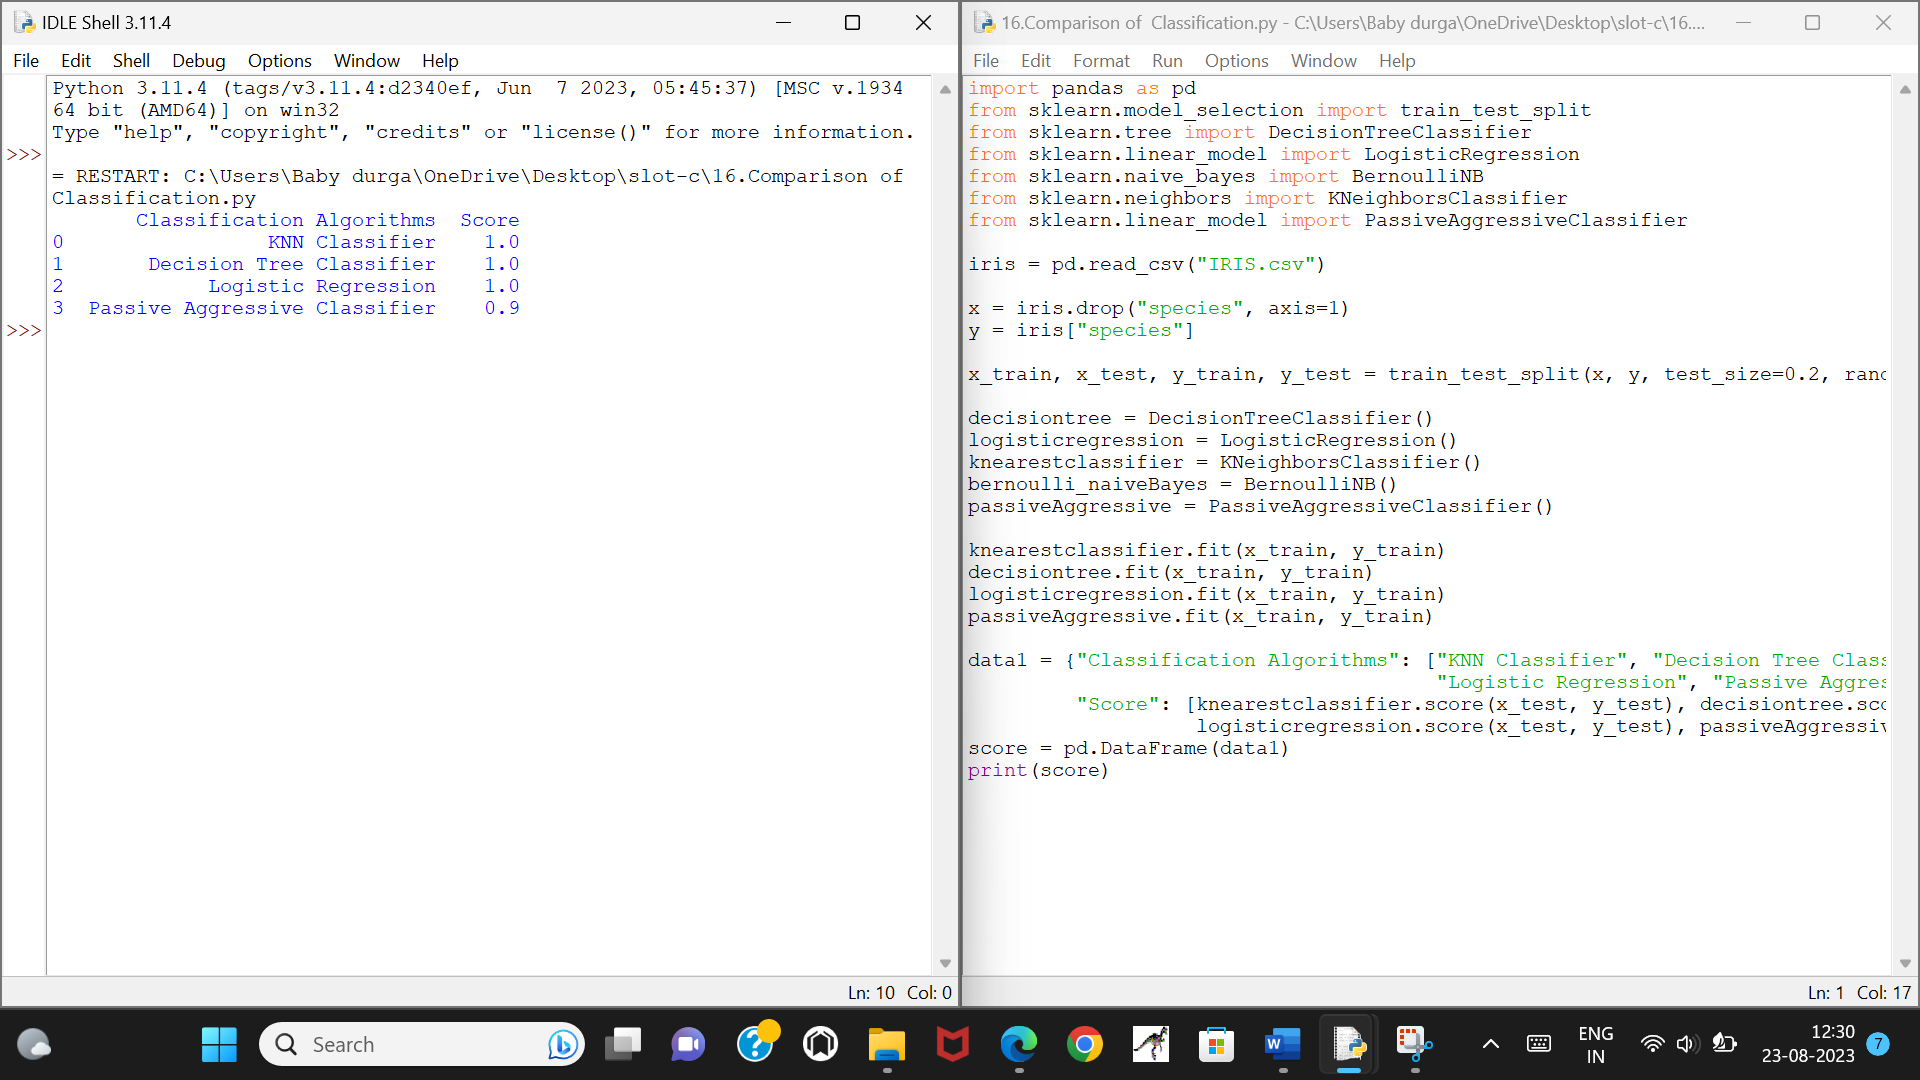 IDLE Shell 3.11.4
File Edit Shell Debug Options Window Help
Python 3.11.4 (tags/v3.11.4:d2340ef, Jun  7 2023, 05:45:37) [MSC v.1934
64 bit (AMD64)] on win32
Type "help", "copyright", "credits" or "license()" for more information.
>>>
= RESTART: C:\Users\Baby durga\OneDrive\Desktop\slot-c\16.Comparison of
Classification.py
Classification Algorithms  Score
0 KNN Classifier 1.0
1 Decision Tree Classifier 1.0
2 Logistic Regression 1.0
3 Passive Aggressive Classifier 0.9
>>>
Ln: 10 Col: 0
16.Comparison of  Classification.py - C:\Users\Baby durga\OneDrive\Desktop\slot-c\16....
File Edit Format Run Options Window Help
import pandas as pd
from sklearn.model_selection import train_test_split
from sklearn.tree import DecisionTreeClassifier
from sklearn.linear_model import LogisticRegression
from sklearn.naive_bayes import BernoulliNB
from sklearn.neighbors import KNeighborsClassifier
from sklearn.linear_model import PassiveAggressiveClassifier
iris = pd.read_csv("IRIS.csv")
x = iris.drop("species", axis=1)
y = iris["species"]
x_train, x_test, y_train, y_test = train_test_split(x, y, test_size=0.2, ran
decisiontree = DecisionTreeClassifier()
logisticregression = LogisticRegression()
knearestclassifier = KNeighborsClassifier()
bernoulli_naiveBayes = BernoulliNB()
passiveAggressive = PassiveAggressiveClassifier()
knearestclassifier.fit(x_train, y_train)
decisiontree.fit(x_train, y_train)
logisticregression.fit(x_train, y_train)
passiveAggressive.fit(x_train, y_train)
data1 = {"Classification Algorithms": ["KNN Classifier", "Decision Tree Clas
"Logistic Regression", "Passive Aggres
"Score": [knearestclassifier.score(x_test, y_test), decisiontree.sc
logisticregression.score(x_test, y_test), passiveAggressiv
score = pd.DataFrame(data1)
print(score)
Ln: 1 Col: 17
Search
ENG
IN
12:30
23-08-2023
7